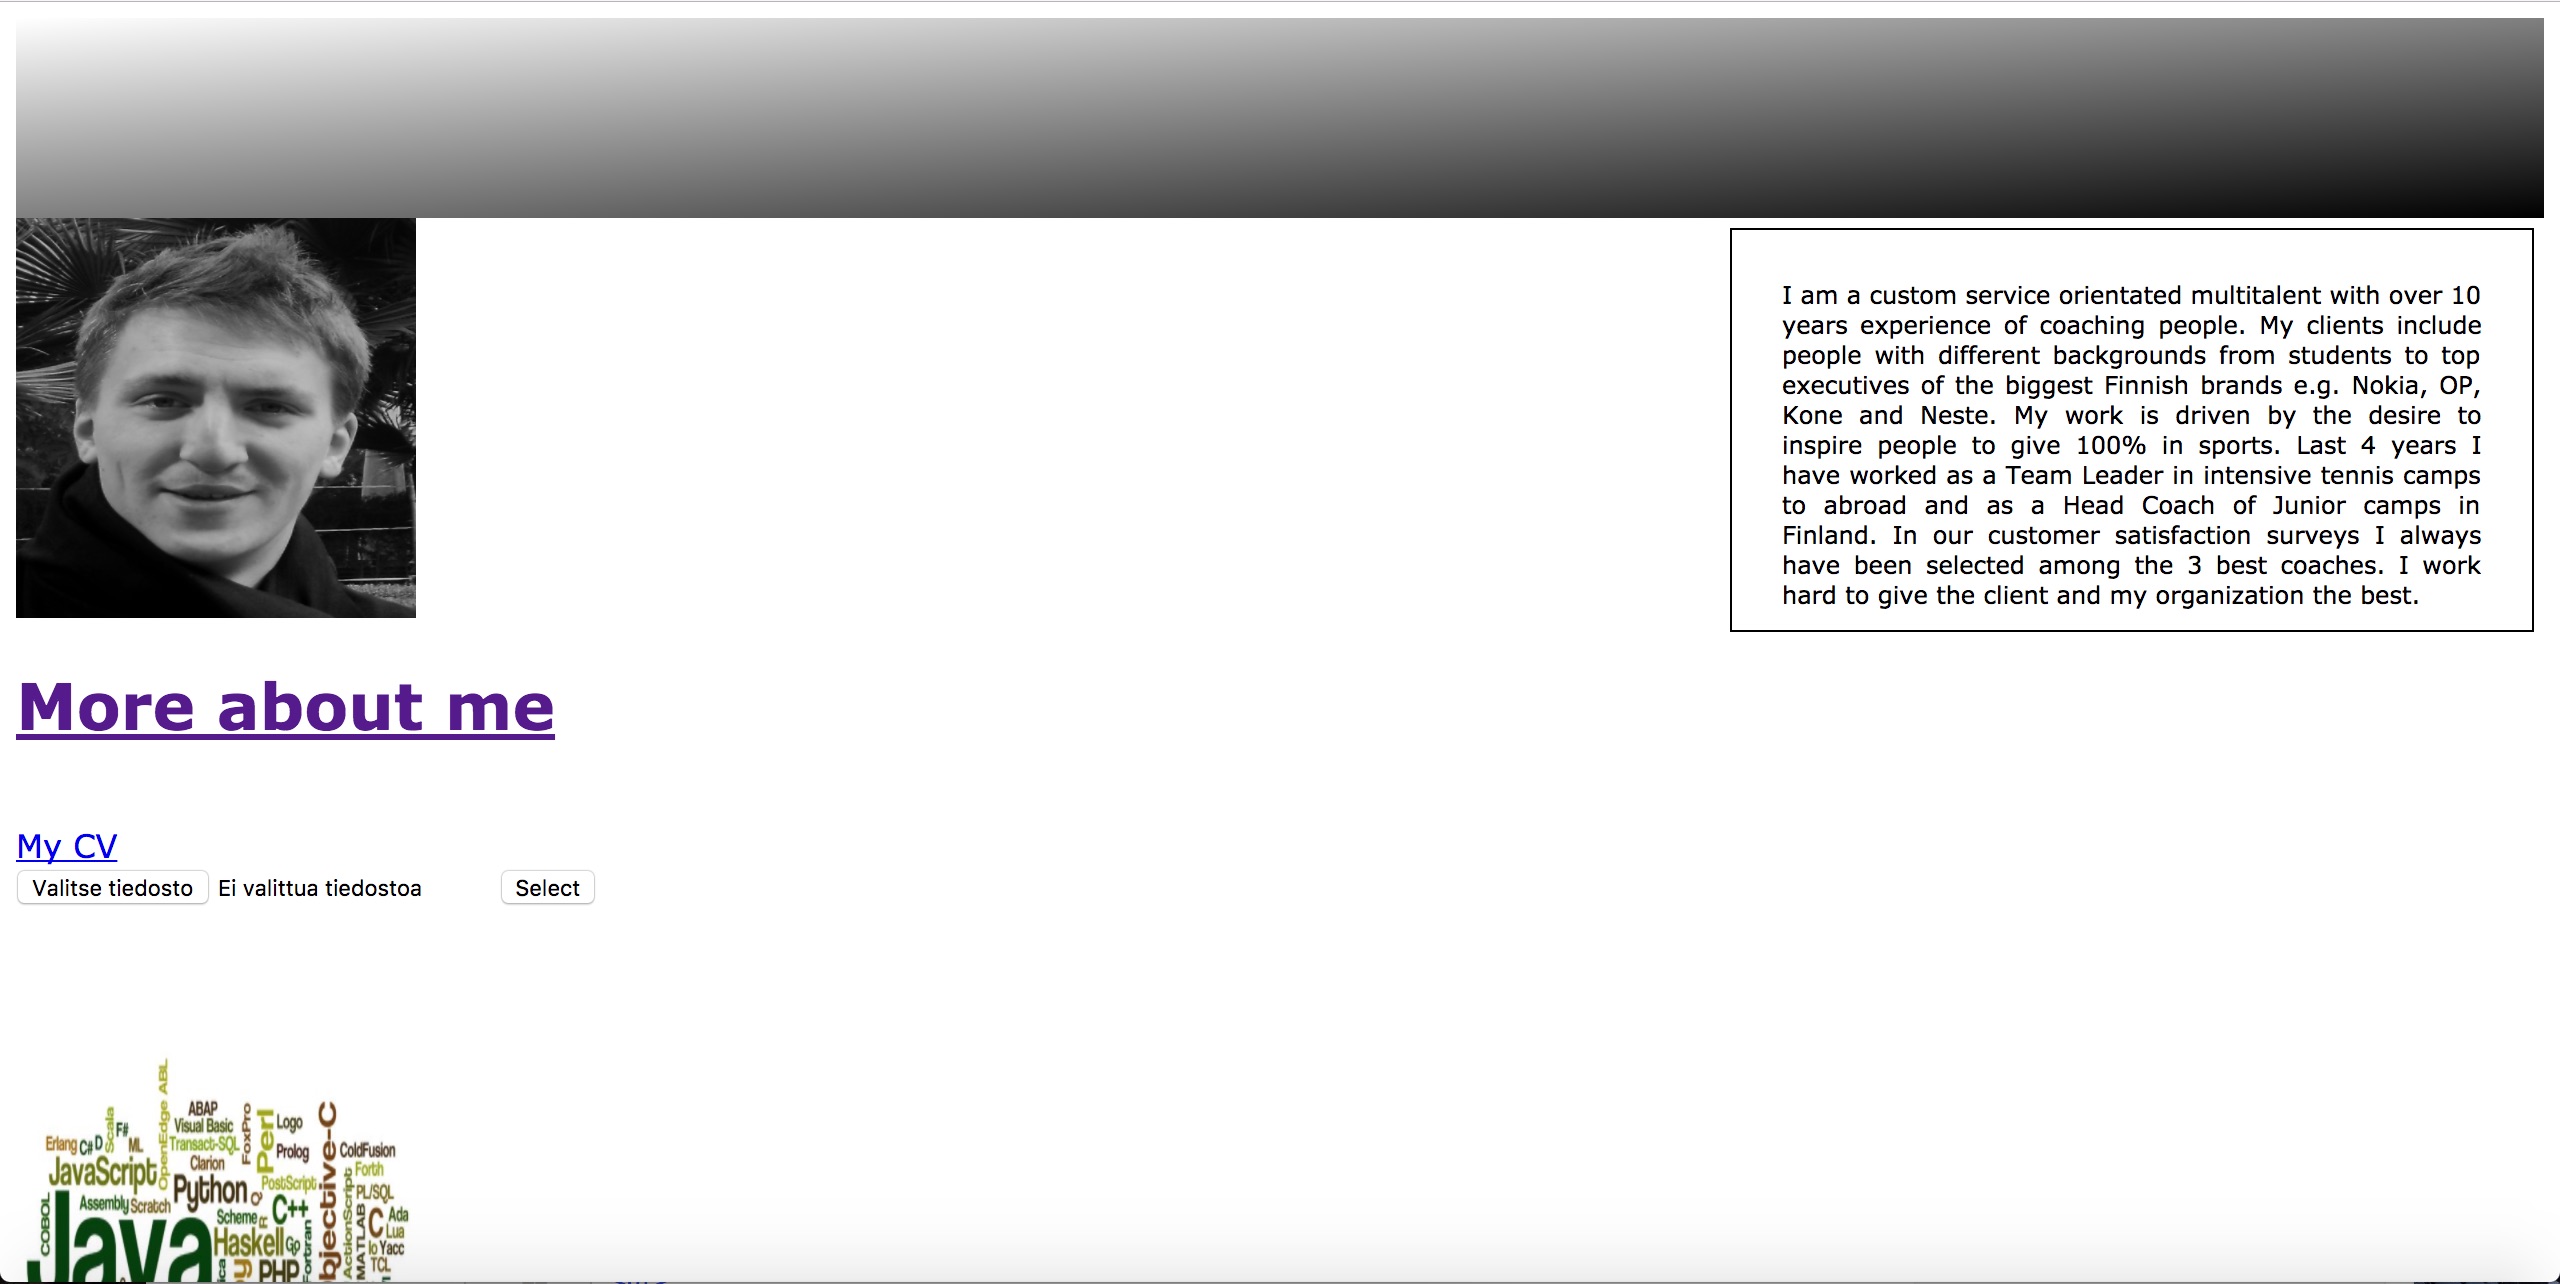 I am a custom service orientated multitalent with over 10
years experience of coaching people. My clients include
people with different backgrounds from students to top
executives of the biggest Finnish brands e.g. Nokia, OP,
Kone and Neste. My work is driven by the desire to
inspire people to give 100% in sports. Last 4 years I
have worked as a Team Leader in intensive tennis camps
to abroad and as a Head Coach of Junior camps in
Finland. In our customer satisfaction surveys I always
have been selected among the 3 best coaches. I work
hard to give the client and my organization the best.
More about me
My CV
Valitse tiedosto Ei valittua tiedostoa Select
OpenEdge ABL
Scala
ABAP
FoxPro
Perl
Logo
Objective-C
F#
Visual Basic
Erlang C# D
ML
Transact-SQL
Prolog
ColdFusion
JavaScript
Clarion
Forth
Python
Q
PostScript
ActionScript
PL/SQL
COBOL
Assembly
Scratch
C++
Java
Scheme
R
MATLAB
C
Ada
Lua
Haskell
Go
Fortran
Io
Yacc
PHP
TCL